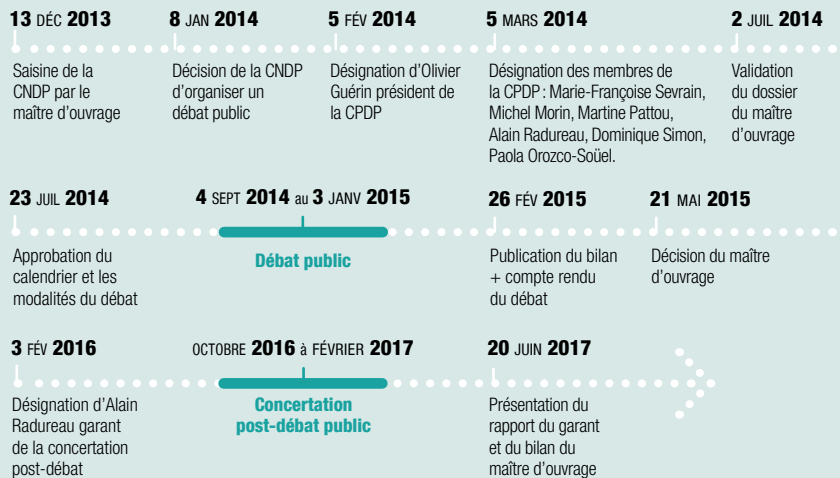 13 DÉC 2013
Saisine de la
CNDP par le
maître d'ouvrage
8 JAN 2014
Décision de la CNDP
d'organiser un
débat public
5 FÉV 2014
Désignation d'Olivier
Guérin président de
la CPDP
5 MARS 2014
Désignation des membres de
la CPDP : Marie-Françoise Sevrain,
Michel Morin, Martine Pattou,
Alain Radureau, Dominique Simon,
Paola Orozco-Soüel.
2 JUIL 2014
Validation
du dossier
du maître
d'ouvrage
23 JUIL 2014
Approbation du
calendrier et les
modalités du débat
4 SEPT 2014 au 3 JANV 2015
Débat public
26 FÉV 2015
Publication du bilan
+ compte rendu
du débat
21 MAI 2015
Décision du maître
d'ouvrage
3 FÉV 2016
Désignation d'Alain
Radureau garant
de la concertation
post-débat
OCTOBRE 2016 à FÉVRIER 2017
Concertation
post-débat public
20 JUIN 2017
Présentation du
rapport du garant
et du bilan du
maître d'ouvrage